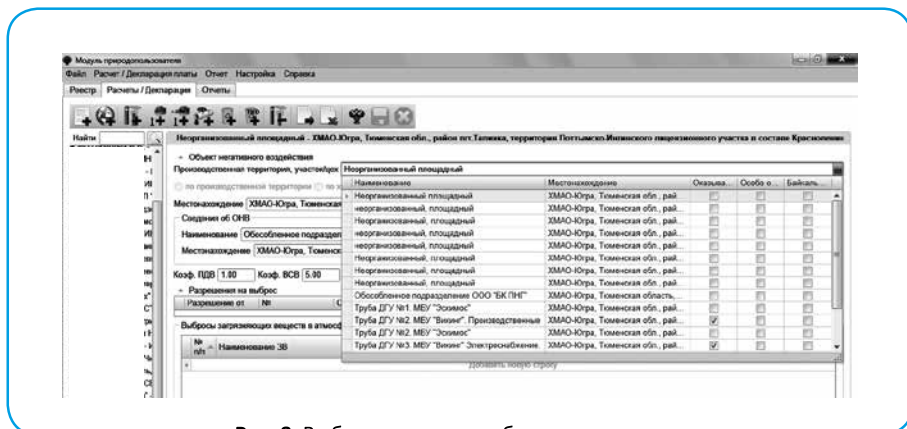 Модуль природопользователя
Файл Расчет / Декларация платы Отчет Настройка Справка
Реестр Расчеты / Декларация Отчеты
Найти
Неорганизованный площадный - ХМАО-Югра, Тюменская обл., район пгт.Талинка, территория
Объект негативного воздействия
Производственная территория, участок/цех Неорганизованный площадный
по производственной территории
Местонахождение ХМАО-Югра, Тюменская
Сведения об ОНВ
Наименование Обособленное подраздел
Местонахождение ХМАО-Югра, Тюменск
Коэф. ПДВ 1.00 Коэф. ВСВ 5.00
Разрешения на выброс
Разрешение от №
Выбросы загрязняющих веществ в атмосф
№ п/п Наименование ЗВ
Добавить новую строку
Наименование Местонахождение Оказыва... Особо о... Байкаль...
Неорганизованный площадный ХМАО-Югра, Тюменская обл., рай...
неорганизованный, площадный ХМАО-Югра, Тюменская обл., рай...
Неорганизованный, площадный ХМАО-Югра, Тюменская обл., рай...
неорганизованный, площадный ХМАО-Югра, Тюменская обл., рай...
неорганизованный, площадный ХМАО-Югра, Тюменская обл., рай...
Неорганизованный, площадный ХМАО-Югра, Тюменская обл., рай...
Неорганизованный, площадный ХМАО-Югра, Тюменская обл., рай...
Неорганизованный, площадный ХМАО-Югра, Тюменская обл., рай...
Обособленное подразделение ООО "БК ПНГ" ХМАО-Югра, Тюменская область,...
Труба ДГУ №1. МБУ "Эскимос" ХМАО-Югра, Тюменская обл., рай...
Труба ДГУ №2. МБУ "Викинг". Производственные ХМАО-Югра, Тюменская обл., рай...
Труба ДГУ №2. МБУ "Эскимос" ХМАО-Югра, Тюменская обл., рай...
Труба ДГУ №3. МБУ "Викинг" Электреснабжение. ХМАО-Югра, Тюменская обл., рай...